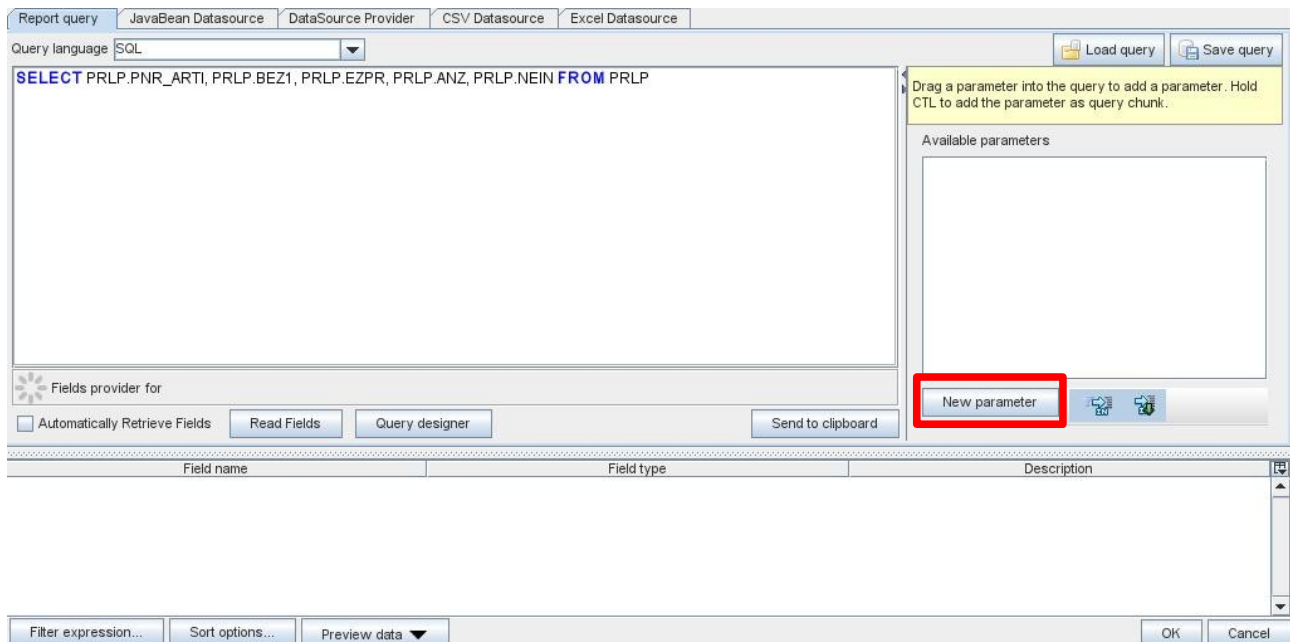 Report query JavaBean Datasource DataSource Provider CSV Datasource Excel Datasource
Query language SQL Load query Save query
SELECT PRLP.PNR_ARTI, PRLP.BEZ1, PRLP.EZPR, PRLP.ANZ, PRLP.NEIN FROM PRLP
Drag a parameter into the query to add a parameter. Hold
CTL to add the parameter as query chunk.
Available parameters
Fields provider for
New parameter
Automatically Retrieve Fields Read Fields Query designer Send to clipboard
Field name Field type Description
Filter expression... Sort options... Preview data OK Cancel